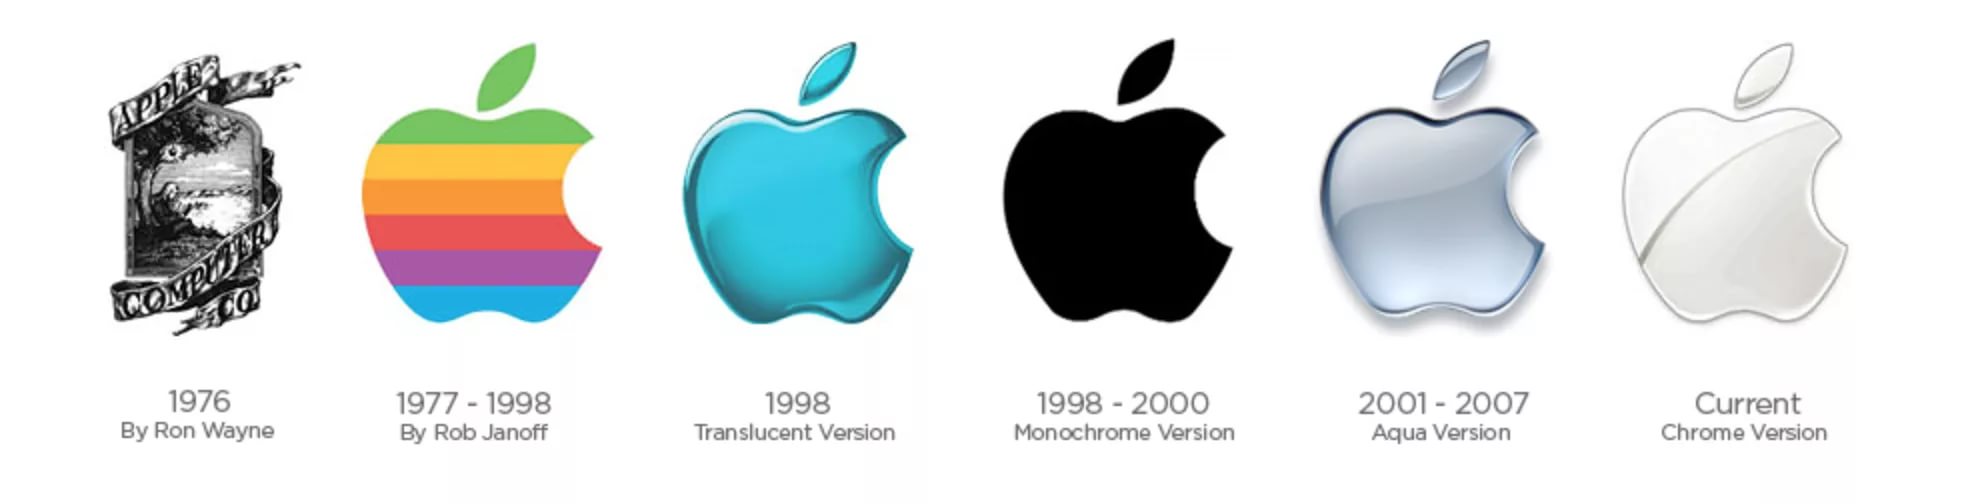 APPLE
COMPUTER
CO
1976
By Ron Wayne
1977 - 1998
By Rob Janoff
1998
Translucent Version
1998 - 2000
Monochrome Version
2001 - 2007
Aqua Version
Current
Chrome Version